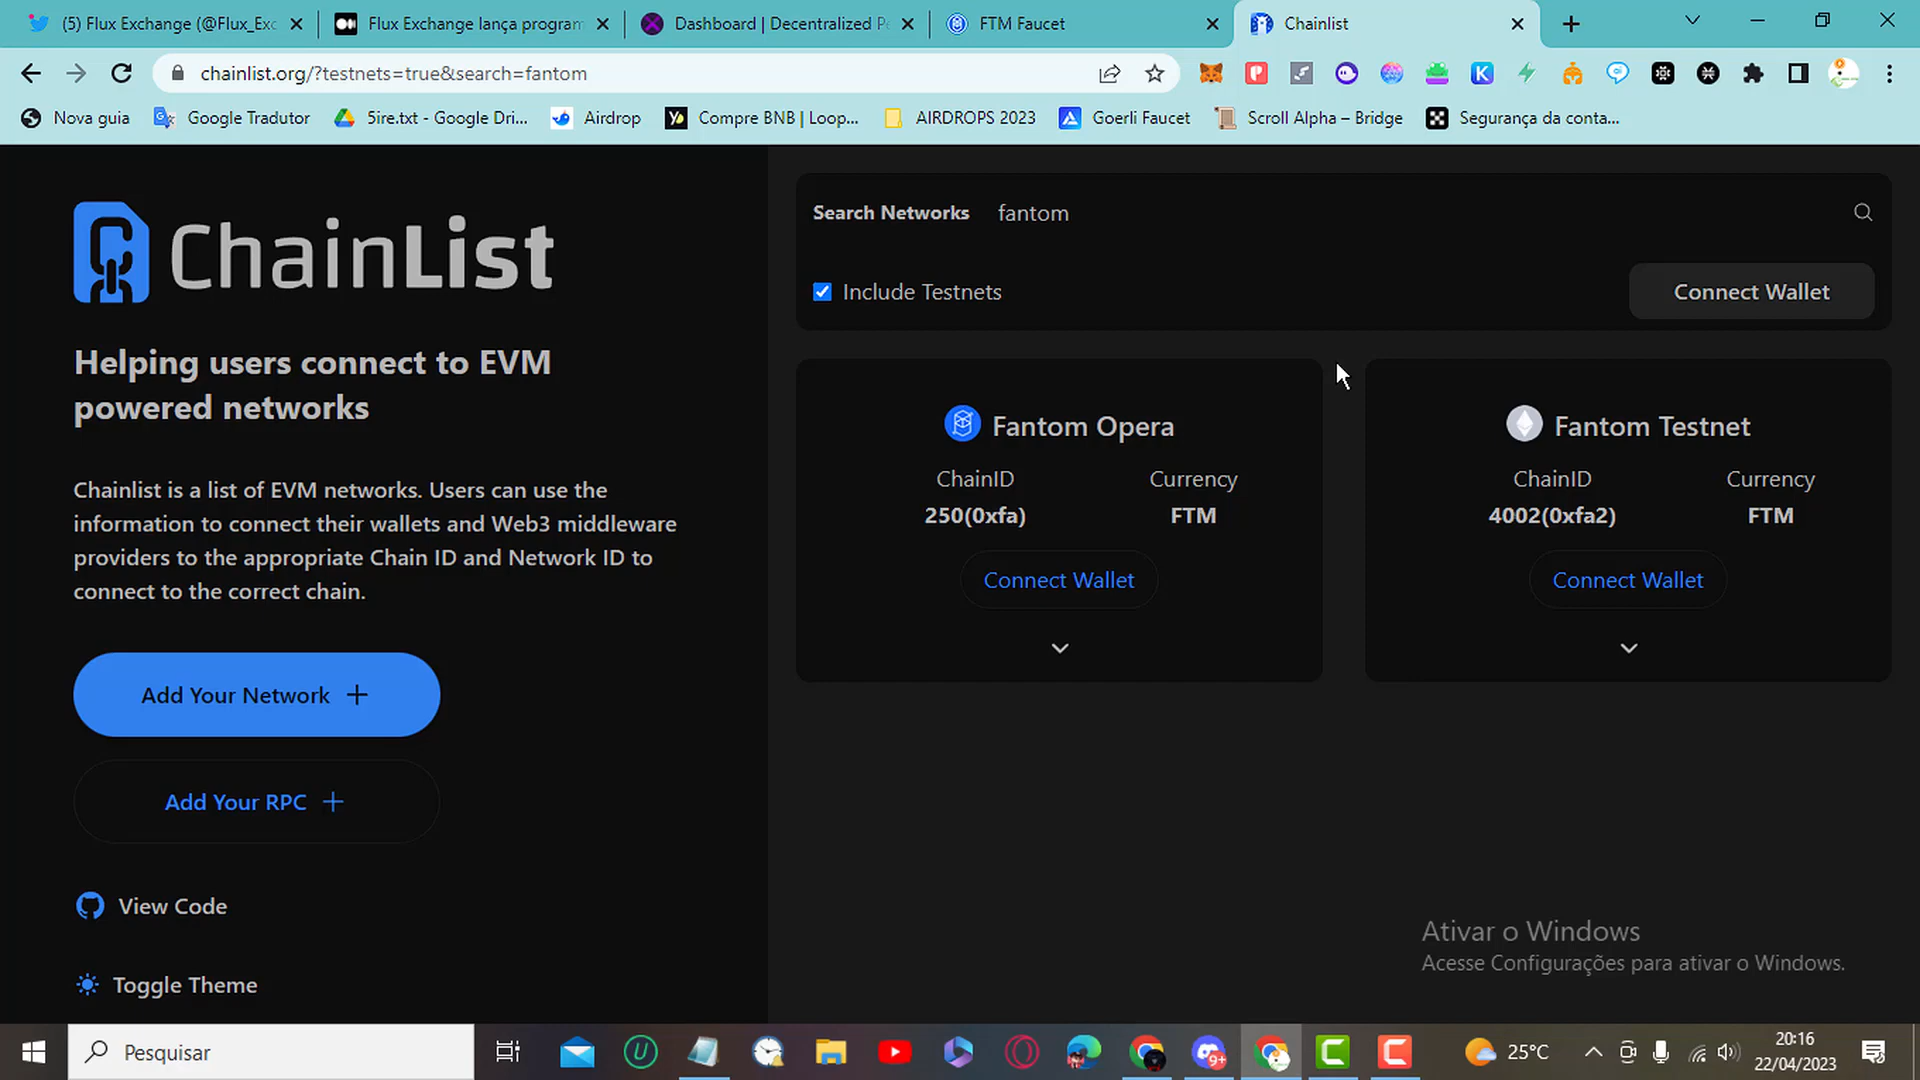 (5) Flux Exchange (@Flux_Exc
Flux Exchange lança program
Dashboard | Decentralized Pe
FTM Faucet
Chainlist
chainlist.org/?testnets=true&search=fantom
Nova guia
Google Tradutor
5ire.txt - Google Dri...
Airdrop
Compre BNB | Loop...
AIRDROPS 2023
Goerli Faucet
Scroll Alpha – Bridge
Segurança da conta...
ChainList
Helping users connect to EVM
powered networks
Chainlist is a list of EVM networks. Users can use the
information to connect their wallets and Web3 middleware
providers to the appropriate Chain ID and Network ID to
connect to the correct chain.
Add Your Network
Add Your RPC
View Code
Toggle Theme
Search Networks fantom
Include Testnets
Connect Wallet
Fantom Opera
ChainID Currency
250(0xfa) FTM
Connect Wallet
Fantom Testnet
ChainID Currency
4002(0xfa2) FTM
Connect Wallet
Ativar o Windows
Acesse Configurações para ativar o Windows.
Pesquisar
9+
25°C
20:16
22/04/2023